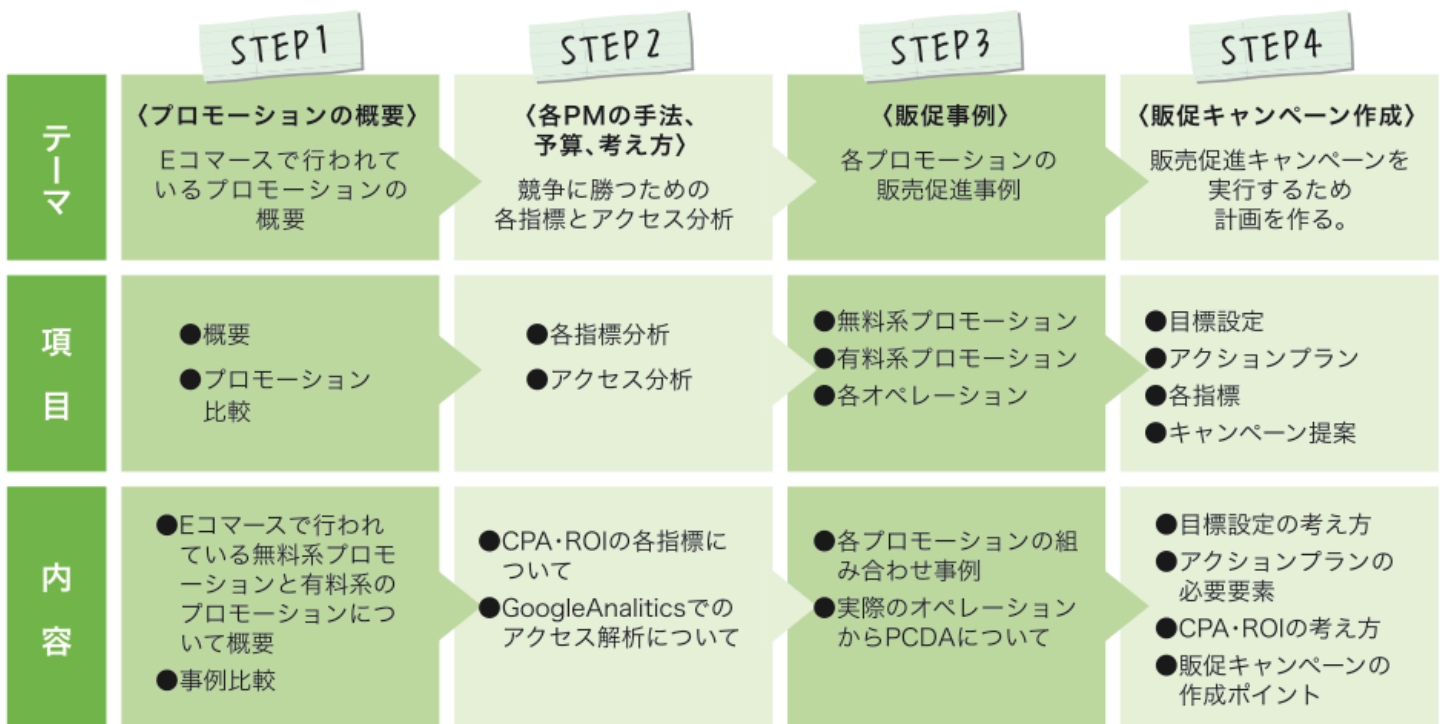 STEP1
STEP2
STEP3
STEP4
テーマ
〈プロモーションの概要〉
Eコマースで行われて
いるプロモーションの
概要
〈各PMの手法、
予算、考え方〉
競争に勝つための
各指標とアクセス分析
〈販促事例〉
各プロモーションの
販売促進事例
〈販促キャンペーン作成〉
販売促進キャンペーンを
実行するため
計画を作る。
項目
●概要
●プロモーション
比較
●各指標分析
●アクセス分析
●無料系プロモーション
●有料系プロモーション
●各オペレーション
●目標設定
●アクションプラン
●各指標
●キャンペーン提案
内容
●Eコマースで行われ
ている無料系プロモ
ーションと有料系の
プロモーションにつ
いて概要
●事例比較
●CPA・ROIの各指標に
ついて
●GoogleAnaliticsでの
アクセス解析について
●各プロモーションの組
み合わせ事例
●実際のオペレーション
からPCDAについて
●目標設定の考え方
●アクションプランの
必要要素
●CPA・ROIの考え方
●販促キャンペーンの
作成ポイント